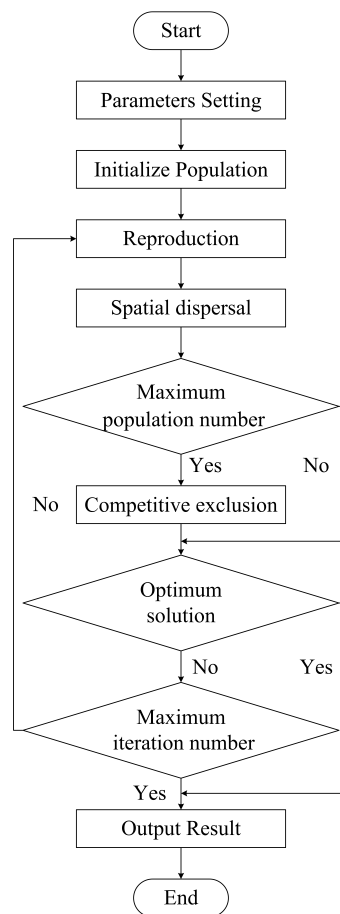 Start
Parameters Setting
Initialize Population
Reproduction
Spatial dispersal
Maximum
population number
Yes
No
Competitive exclusion
No
Optimum
solution
No
Yes
Maximum
iteration number
Yes
Output Result
End